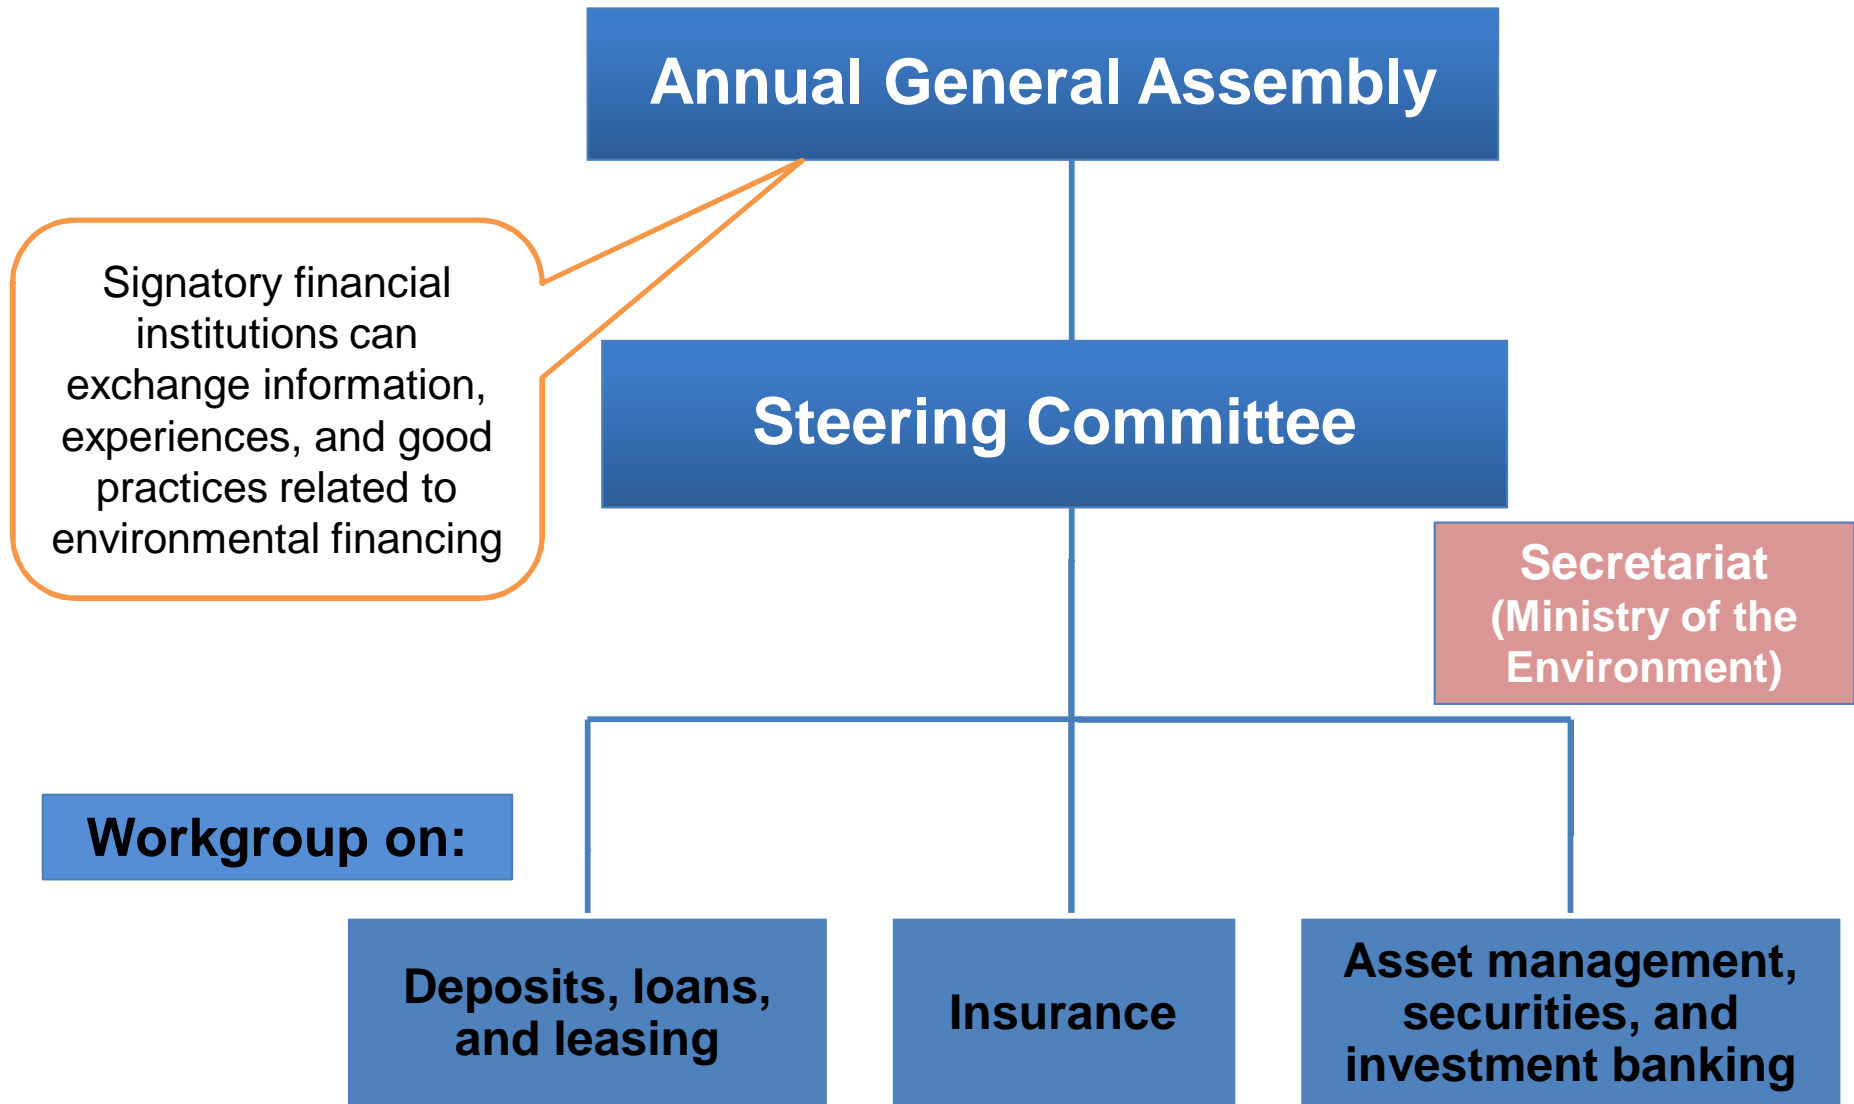 Annual General Assembly
Signatory financial
institutions can
exchange information,
experiences, and good
practices related to
environmental financing
Steering Committee
Secretariat
(Ministry of the
Environment)
Workgroup on:
Deposits, loans,
and leasing
Insurance
Asset management,
securities, and
investment banking